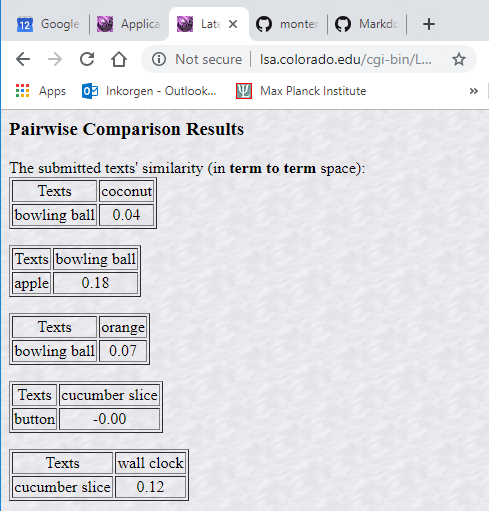 12 Google
Applica
Late
monter
Markdo
Not secure
lsa.colorado.edu/cgi-bin/L...
Apps
Inkorgen - Outlook...
Max Planck Institute
»
Pairwise Comparison Results
The submitted texts' similarity (in term to term space):
Texts coconut
bowling ball 0.04
Texts bowling ball
apple 0.18
Texts orange
bowling ball 0.07
Texts cucumber slice
button -0.00
Texts wall clock
cucumber slice 0.12